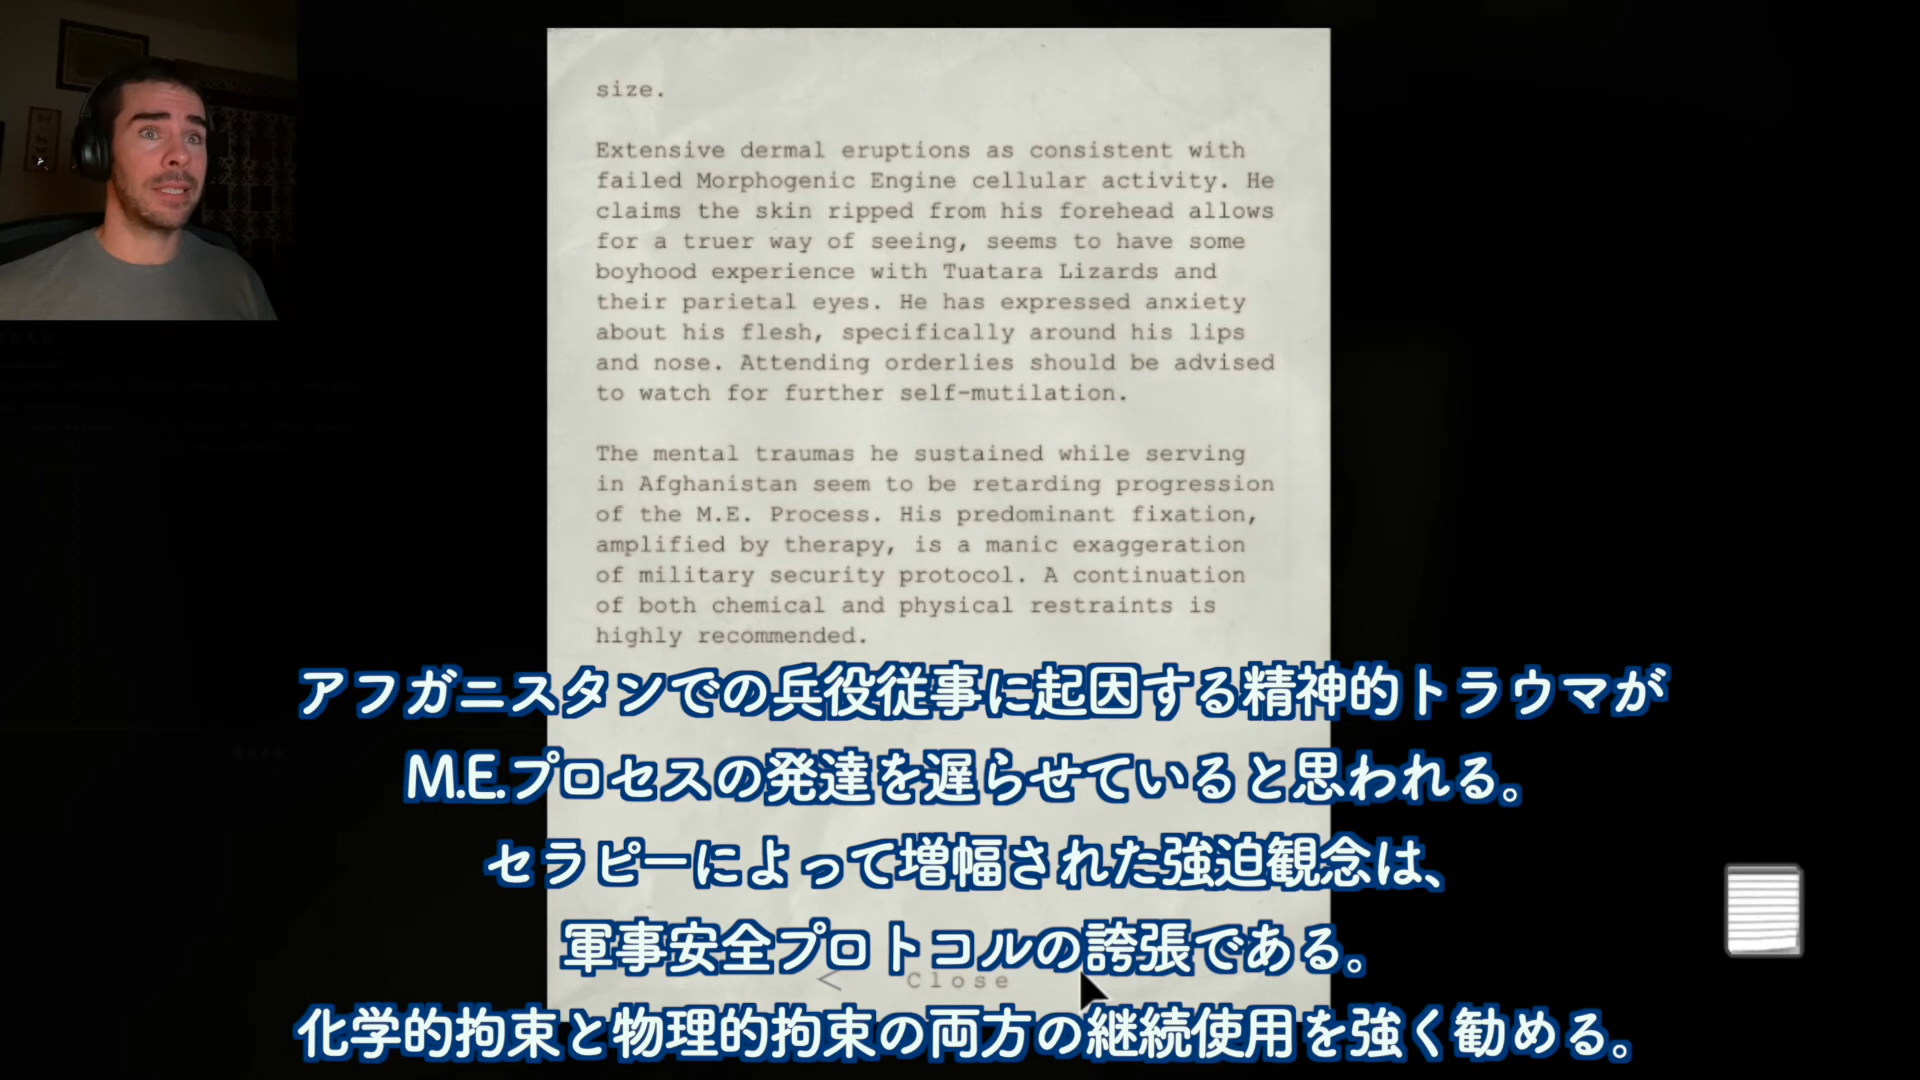 size.
Extensive dermal eruptions as consistent with
failed Morphogenic Engine cellular activity. He
claims the skin ripped from his forehead allows
for a truer way of seeing, seems to have some
boyhood experience with Tuatara Lizards and
their parietal eyes. He has expressed anxiety
about his flesh, specifically around his lips
and nose. Attending orderlies should be advised
to watch for further self-mutilation.
The mental traumas he sustained while serving
in Afghanistan seem to be retarding progression
of the M.E. Process. His predominant fixation,
amplified by therapy, is a manic exaggeration
of military security protocol. A continuation
of both chemical and physical restraints is
highly recommended.
アフガニスタンでの兵役従事に起因する精神的トラウマが
M.E.プロセスの発達を遅らせていると思われる。
セラピーによって増幅された強迫観念は、
軍事安全プロトコルの誇張である。
< Close
化学的拘束と物理的拘束の両方の継続使用を強く勧める。